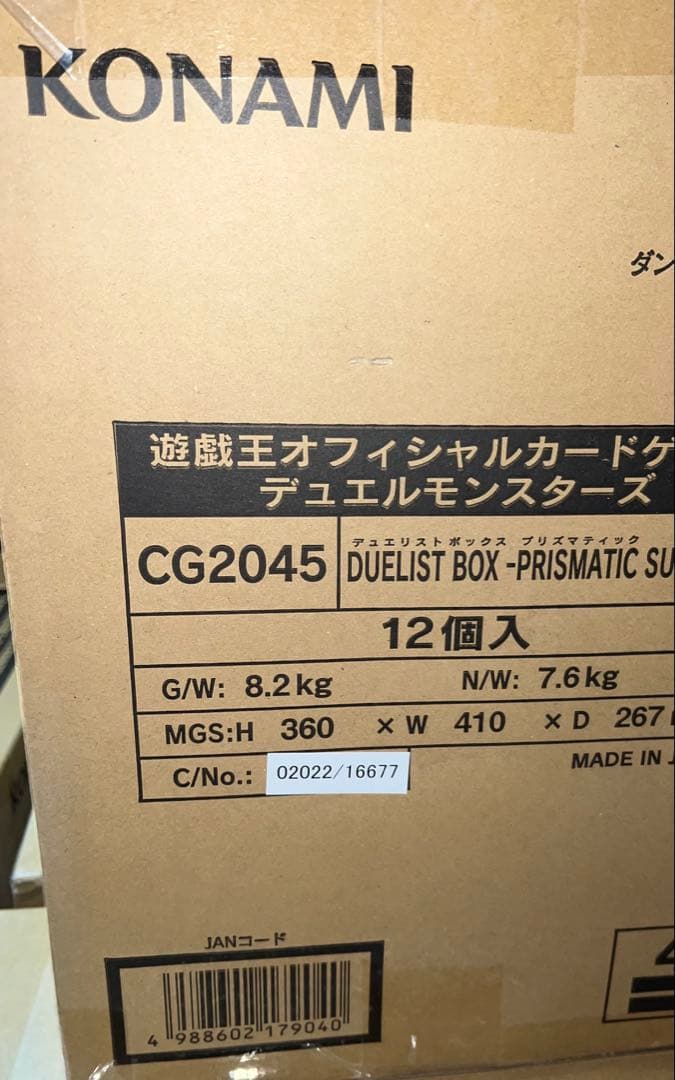 KONAMI
ダン
遊戯王オフィシャルカードゲ
デュエルモンスターズ
デュエリストボックス プリズマティック
CG2045 DUELIST BOX -PRISMATIC SU
12個入
G/W: 8.2kg N/W: 7.6kg
MGS:H 360 × W 410 × D 267
C/No.: 02022/16677
MADE IN
JANコード
4 988602 179040